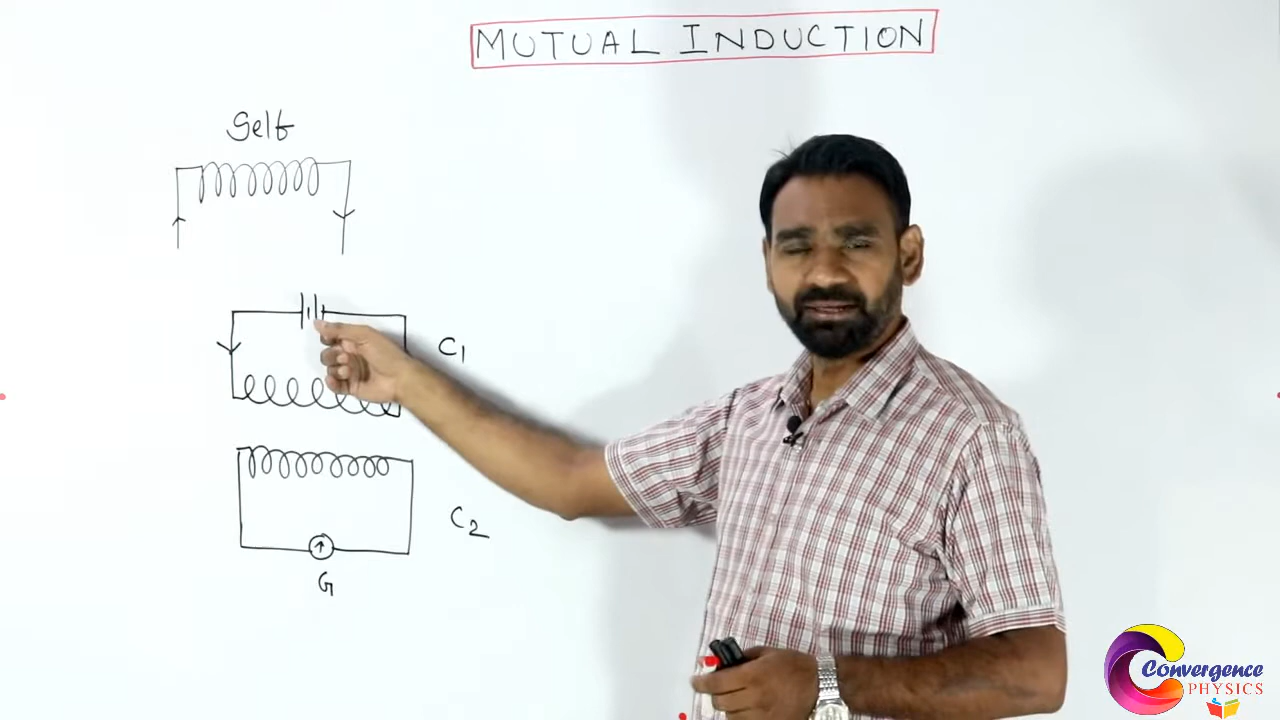 MUTUAL INDUCTION
Self
C1
C2
G
Convergence
PHYSICS